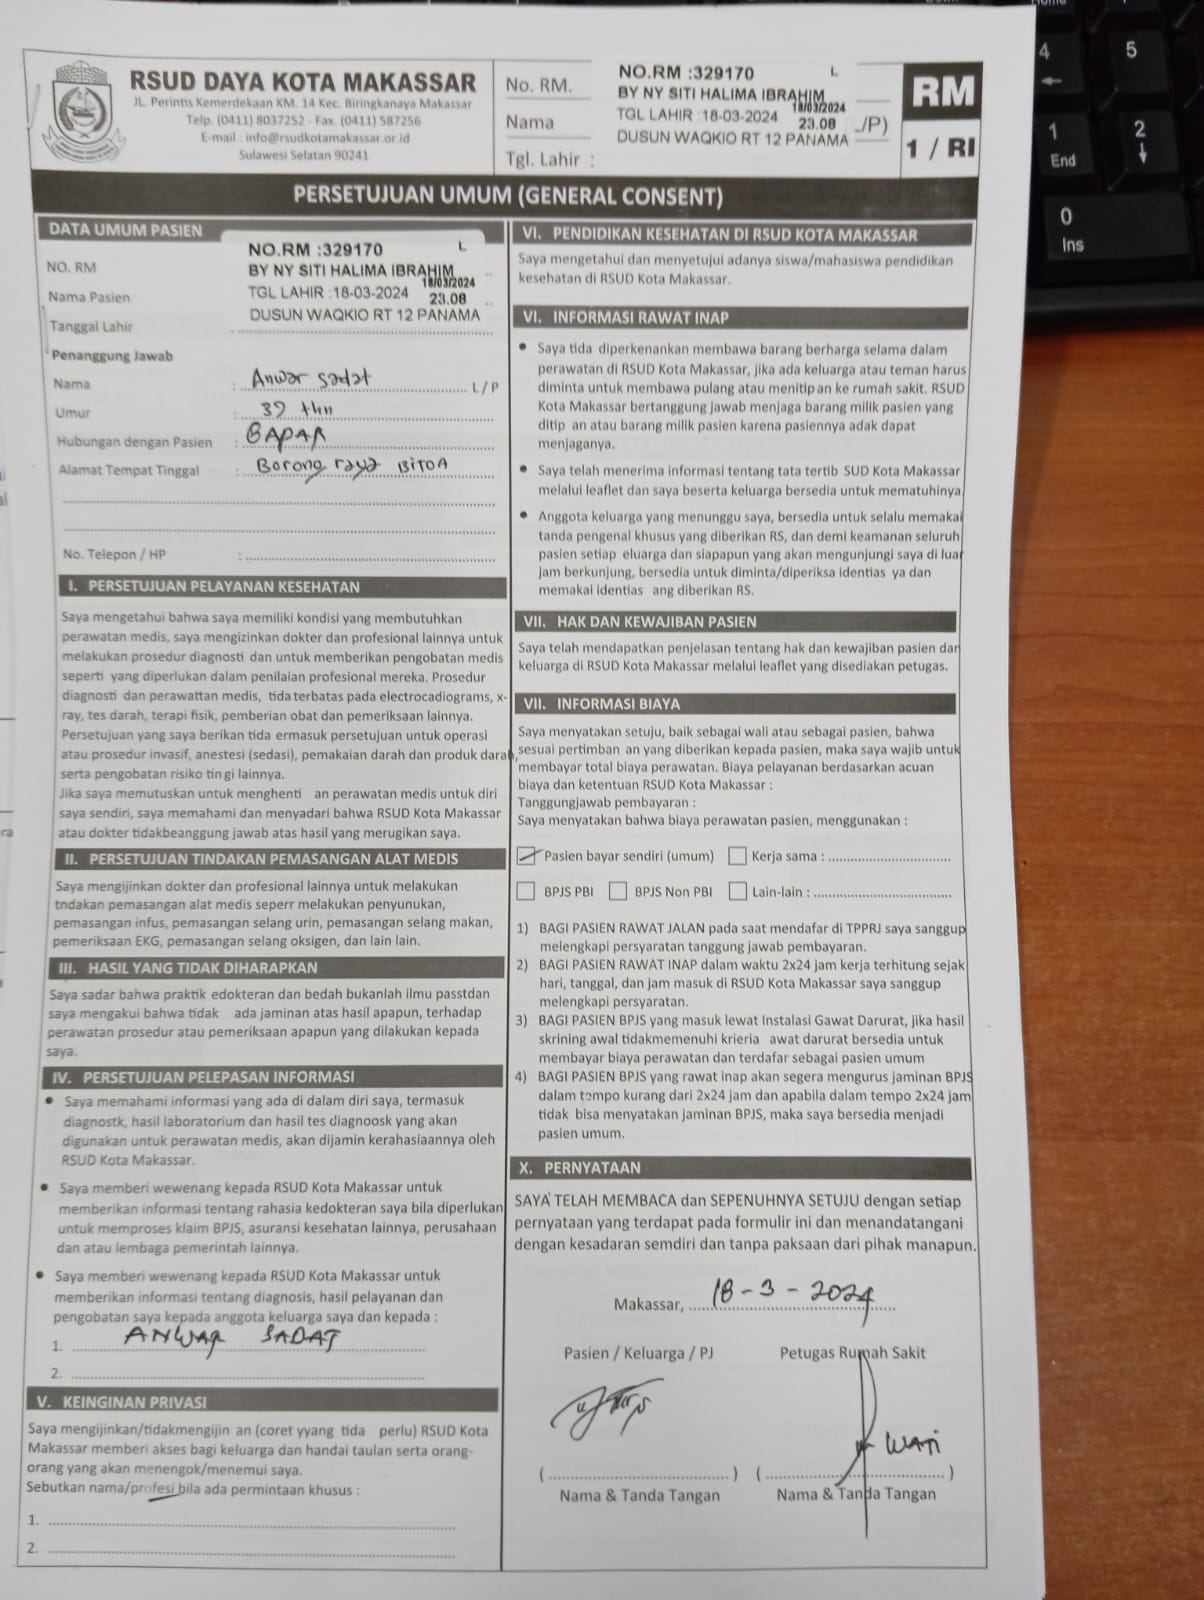 RSUD DAYA KOTA MAKASSAR
JL. Perintis Kemerdekaan KM. 14 Kec. Biringkanaya Makassar
Telp. (0411) 8037252 - Fax. (0411) 587256
E-mail : info@rsudkotamakassar.or.id
Sulawesi Selatan 90241
No. RM.
Nama
Tgl. Lahir :
NO.RM :329170 L
BY NY SITI HALIMA IBRAHIM
18/03/2024
TGL LAHIR :18-03-2024 23.08
DUSUN WAQKIO RT 12 PANAMA
/P)
RM
1 / RI
PERSETUJUAN UMUM (GENERAL CONSENT)
DATA UMUM PASIEN
NO. RM
Nama Pasien
Tanggal Lahir
NO.RM :329170 L
BY NY SITI HALIMA IBRAHIM
18/03/2024
TGL LAHIR :18-03-2024 23.08
DUSUN WAQKIO RT 12 PANAMA
Penanggung Jawab
Nama : Anwar Sadat L / P
Umur : 39 thn
Hubungan dengan Pasien : BAPAK
Alamat Tempat Tinggal : Borong raya BITOA
No. Telepon / HP :
I. PERSETUJUAN PELAYANAN KESEHATAN
Saya mengetahui bahwa saya memiliki kondisi yang membutuhkan
perawatan medis, saya mengizinkan dokter dan profesional lainnya untuk
melakukan prosedur diagnosti dan untuk memberikan pengobatan medis
seperti yang diperlukan dalam penilaian profesional mereka. Prosedur
diagnosti dan perawattan medis, tida terbatas pada electrocadiograms, x-
ray, tes darah, terapi fisik, pemberian obat dan pemeriksaan lainnya.
Persetujuan yang saya berikan tida ermasuk persetujuan untuk operasi
atau prosedur invasif, anestesi (sedasi), pemakaian darah dan produk darah,
serta pengobatan risiko tin gi lainnya.
Jika saya memutuskan untuk menghenti an perawatan medis untuk diri
saya sendiri, saya memahami dan menyadari bahwa RSUD Kota Makassar
atau dokter tidakbeanggung jawab atas hasil yang merugikan saya.
II. PERSETUJUAN TINDAKAN PEMASANGAN ALAT MEDIS
Saya mengijinkan dokter dan profesional lainnya untuk melakukan
tndakan pemasangan alat medis seperr melakukan penyunukan,
pemasangan infus, pemasangan selang urin, pemasangan selang makan,
pemeriksaan EKG, pemasangan selang oksigen, dan lain lain.
III. HASIL YANG TIDAK DIHARAPKAN
Saya sadar bahwa praktik edokteran dan bedah bukanlah ilmu passtdan
saya mengakui bahwa tidak ada jaminan atas hasil apapun, terhadap
perawatan prosedur atau pemeriksaan apapun yang dilakukan kepada
saya.
IV. PERSETUJUAN PELEPASAN INFORMASI
• Saya memahami informasi yang ada di dalam diri saya, termasuk
diagnostk, hasil laboratorium dan hasil tes diagnoosk yang akan
digunakan untuk perawatan medis, akan dijamin kerahasiaannya oleh
RSUD Kota Makassar.
• Saya memberi wewenang kepada RSUD Kota Makassar untuk
memberikan informasi tentang rahasia kedokteran saya bila diperlukan
untuk memproses klaim BPJS, asuransi kesehatan lainnya, perusahaan
dan atau lembaga pemerintah lainnya.
• Saya memberi wewenang kepada RSUD Kota Makassar untuk
memberikan informasi tentang diagnosis, hasil pelayanan dan
pengobatan saya kepada anggota keluarga saya dan kepada :
1. ANWAR SADAT
2.
V. KEINGINAN PRIVASI
Saya mengijinkan/tidakmengijin an (coret yyang tida perlu) RSUD Kota
Makassar memberi akses bagi keluarga dan handai taulan serta orang-
orang yang akan menengok/menemui saya.
Sebutkan nama/profesi bila ada permintaan khusus :
1.
2.
VI. PENDIDIKAN KESEHATAN DI RSUD KOTA MAKASSAR
Saya mengetahui dan menyetujui adanya siswa/mahasiswa pendidikan
kesehatan di RSUD Kota Makassar.
VI. INFORMASI RAWAT INAP
• Saya tida diperkenankan membawa barang berharga selama dalam
perawatan di RSUD Kota Makassar, jika ada keluarga atau teman harus
diminta untuk membawa pulang atau menitip an ke rumah sakit. RSUD
Kota Makassar bertanggung jawab menjaga barang milik pasien yang
ditip an atau barang milik pasien karena pasiennya adak dapat
menjaganya.
• Saya telah menerima informasi tentang tata tertib SUD Kota Makassar
melalui leaflet dan saya beserta keluarga bersedia untuk mematuhinya
• Anggota keluarga yang menunggu saya, bersedia untuk selalu memakai
tanda pengenal khusus yang diberikan RS, dan demi keamanan seluruh
pasien setiap eluarga dan siapapun yang akan mengunjungi saya di luar
jam berkunjung, bersedia untuk diminta/diperiksa identias ya dan
memakai identias ang diberikan RS.
VII. HAK DAN KEWAJIBAN PASIEN
Saya telah mendapatkan penjelasan tentang hak dan kewajiban pasien dan
keluarga di RSUD Kota Makassar melalui leaflet yang disediakan petugas.
VII. INFORMASI BIAYA
Saya menyatakan setuju, baik sebagai wali atau sebagai pasien, bahwa
sesuai pertimban an yang diberikan kepada pasien, maka saya wajib untuk
membayar total biaya perawatan. Biaya pelayanan berdasarkan acuan
biaya dan ketentuan RSUD Kota Makassar :
Tanggungjawab pembayaran :
Saya menyatakan bahwa biaya perawatan pasien, menggunakan :
Pasien bayar sendiri (umum) Kerja sama :
BPJS PBI BPJS Non PBI Lain-lain :
1) BAGI PASIEN RAWAT JALAN pada saat mendafar di TPPRJ saya sanggup
melengkapi persyaratan tanggung jawab pembayaran.
2) BAGI PASIEN RAWAT INAP dalam waktu 2x24 jam kerja terhitung sejak
hari, tanggal, dan jam masuk di RSUD Kota Makassar saya sanggup
melengkapi persyaratan.
3) BAGI PASIEN BPJS yang masuk lewat Instalasi Gawat Darurat, jika hasil
skrining awal tidakmemenuhi krieria awat darurat bersedia untuk
membayar biaya perawatan dan terdafar sebagai pasien umum
4) BAGI PASIEN BPJS yang rawat inap akan segera mengurus jaminan BPJS
dalam tempo kurang dari 2x24 jam dan apabila dalam tempo 2x24 jam
tidak bisa menyatakan jaminan BPJS, maka saya bersedia menjadi
pasien umum.
X. PERNYATAAN
SAYA TELAH MEMBACA dan SEPENUHNYA SETUJU dengan setiap
pernyataan yang terdapat pada formulir ini dan menandatangani
dengan kesadaran semdiri dan tanpa paksaan dari pihak manapun.
Makassar, 18 - 3 - 2024
Pasien / Keluarga / PJ Petugas Rumah Sakit
WATI
( ) ( )
Nama & Tanda Tangan Nama & Tanda Tangan
4
5
1
End
2
0
Ins